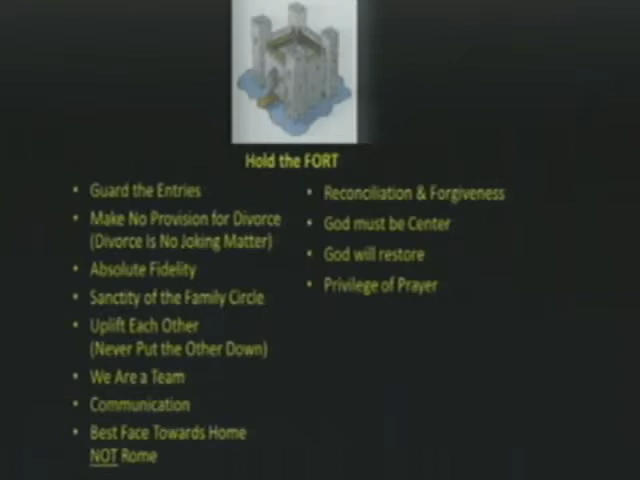 Hold the FORT
• Guard the Entries
• Make No Provision for Divorce
(Divorce Is No Joking Matter)
• Absolute Fidelity
• Sanctity of the Family Circle
• Uplift Each Other
(Never Put the Other Down)
• We Are a Team
• Communication
• Best Face Towards Home
NOT Rome
• Reconciliation & Forgiveness
• God must be Center
• God will restore
• Privilege of Prayer